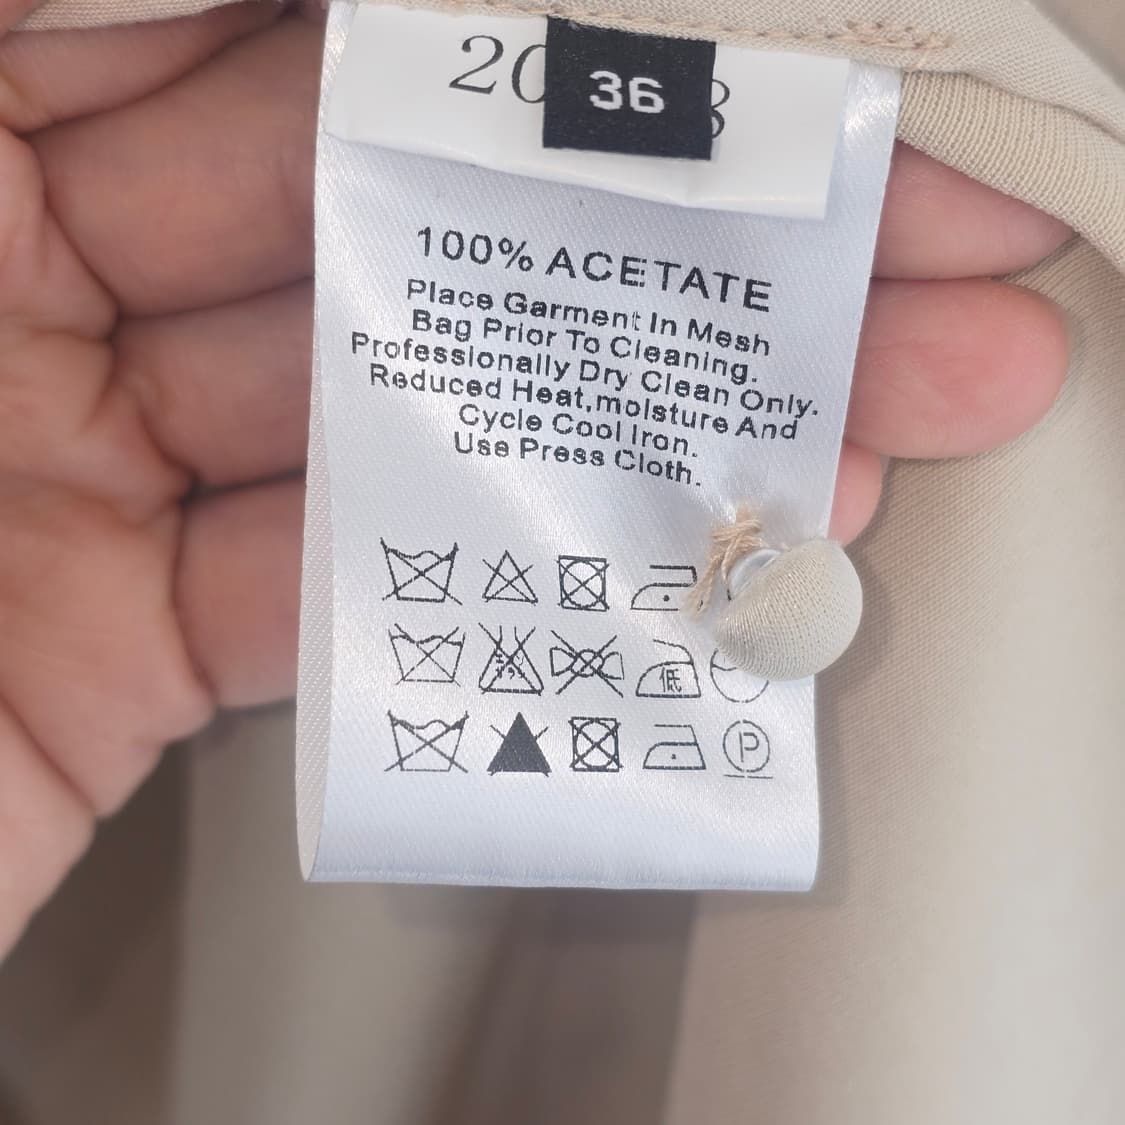 36
100% ACETATE
Place Garment In Mesh
Bag Prior To Cleaning.
Professionally Dry Clean Only.
Reduced Heat,moisture And
Cycle Cool Iron.
Use Press Cloth.
低
P